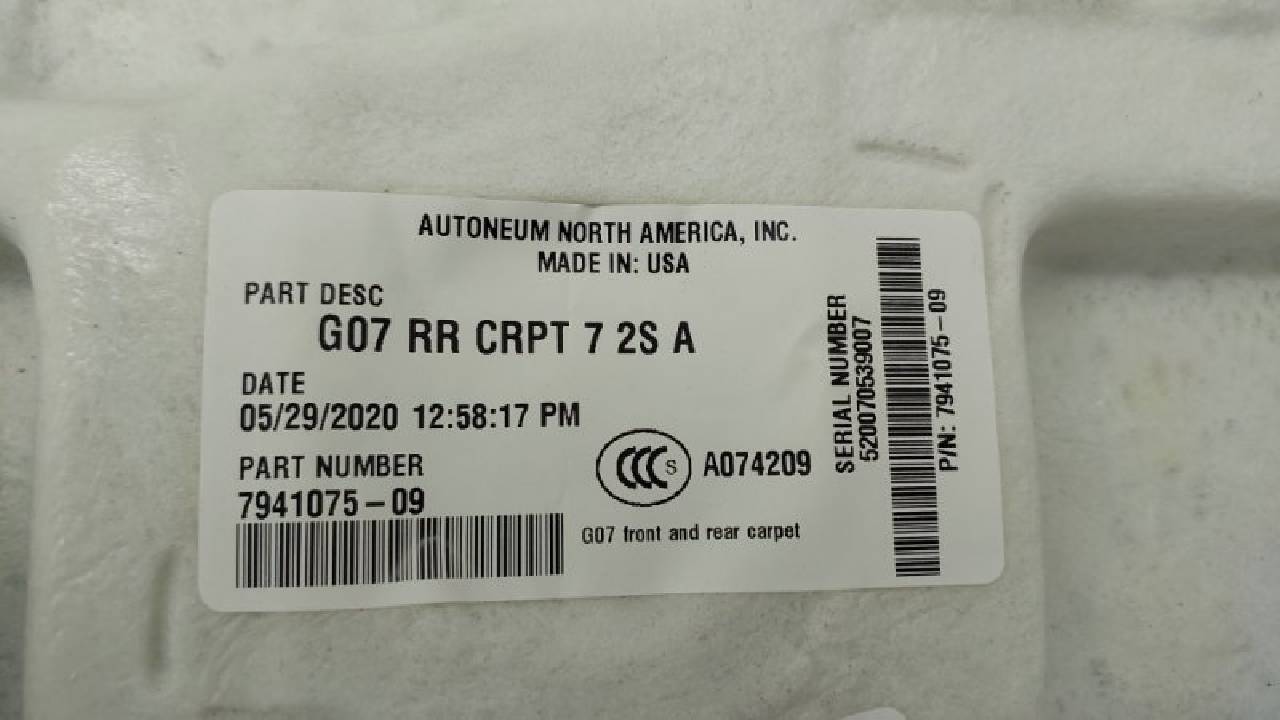 AUTONEUM NORTH AMERICA, INC.
MADE IN: USA
PART DESC
G07 RR CRPT 7 2S A
DATE
05/29/2020 12:58:17 PM
PART NUMBER
7941075-09
CCC S A074209
G07 front and rear carpet
SERIAL NUMBER
520070539007
P/N: 7941075-09